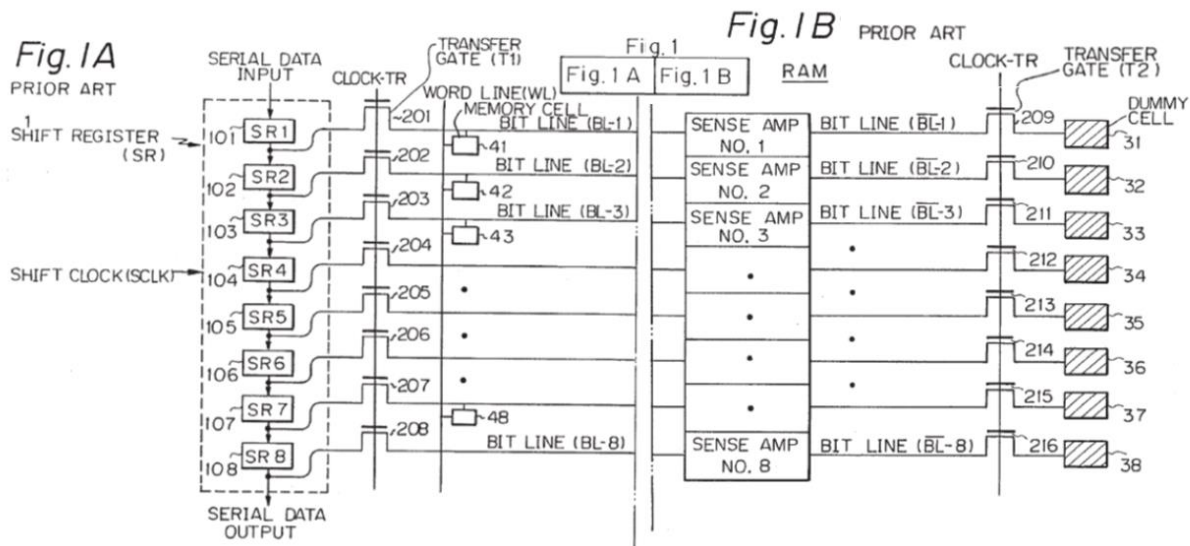 Fig.1A
PRIOR ART
SERIAL DATA
INPUT
CLOCK-TR
TRANSFER
GATE (T1)
WORD LINE(WL)
MEMORY CELL
1
SHIFT REGISTER
(SR)
SHIFT CLOCK(SCLK)
101
SR1
102
SR2
103
SR3
104
SR4
105
SR5
106
SR6
107
SR7
108
SR8
SERIAL DATA
OUTPUT
201
202
203
204
205
206
207
208
41
42
43
48
BIT LINE (BL-1)
BIT LINE (BL-2)
BIT LINE (BL-3)
BIT LINE (BL-8)
Fig.1
Fig.1A
Fig.1B
Fig.1B
PRIOR ART
RAM
CLOCK-TR
TRANSFER
GATE (T2)
DUMMY
CELL
SENSE AMP
NO. 1
SENSE AMP
NO. 2
SENSE AMP
NO. 3
SENSE AMP
NO. 8
BIT LINE (B̅L̅-1)
BIT LINE (B̅L̅-2)
BIT LINE (B̅L̅-3)
BIT LINE (B̅L̅-8)
209
210
211
212
213
214
215
216
31
32
33
34
35
36
37
38